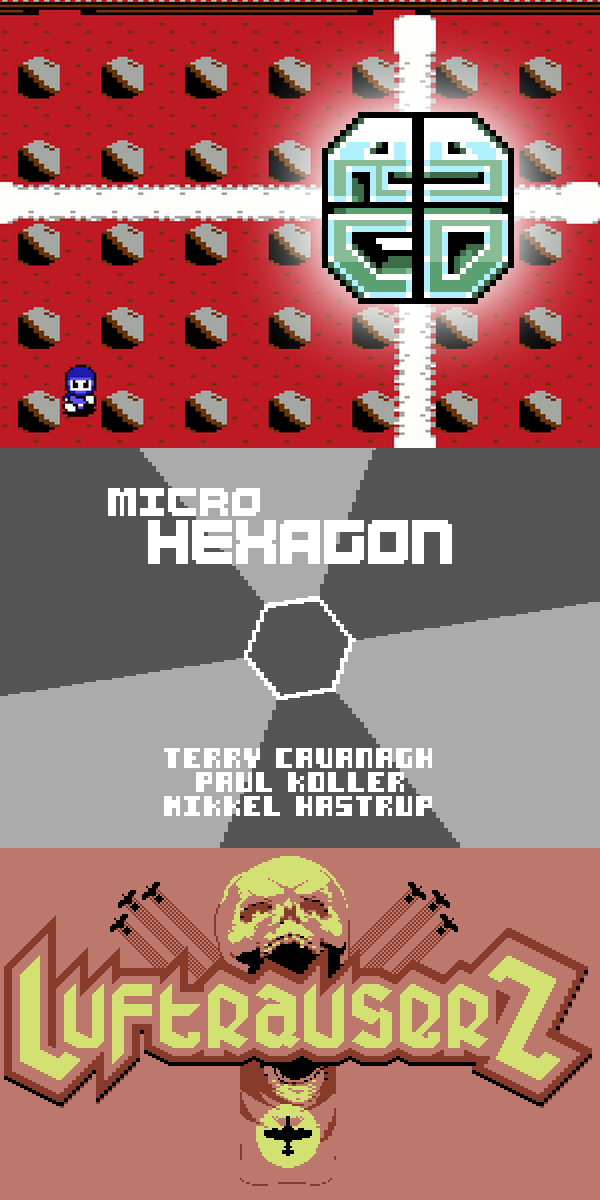 MICRO
HEXAGON
TERRY CAVANAGH
PAUL KOLLER
MIKKEL HASTRUP
LuftrauserZ